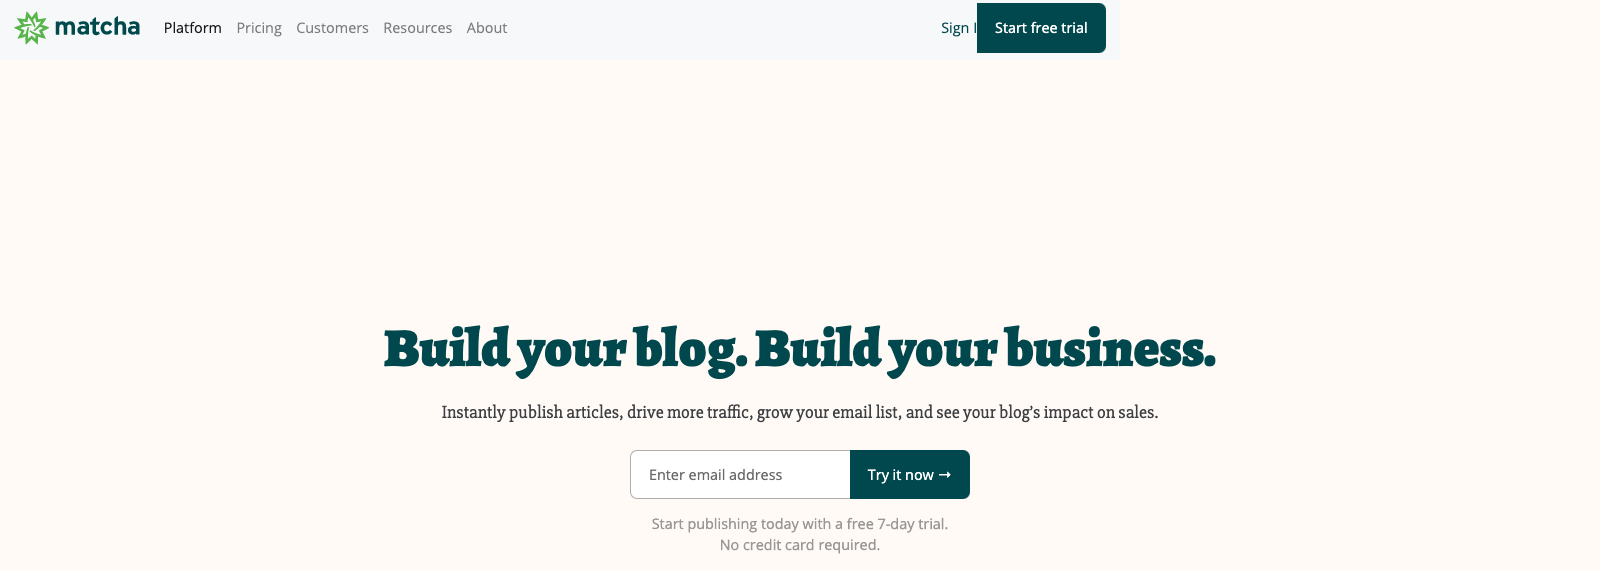 matcha Platform Pricing Customers Resources About Sign I Start free trial
Build your blog. Build your business.
Instantly publish articles, drive more traffic, grow your email list, and see your blog’s impact on sales.
Enter email address Try it now →
Start publishing today with a free 7-day trial.
No credit card required.